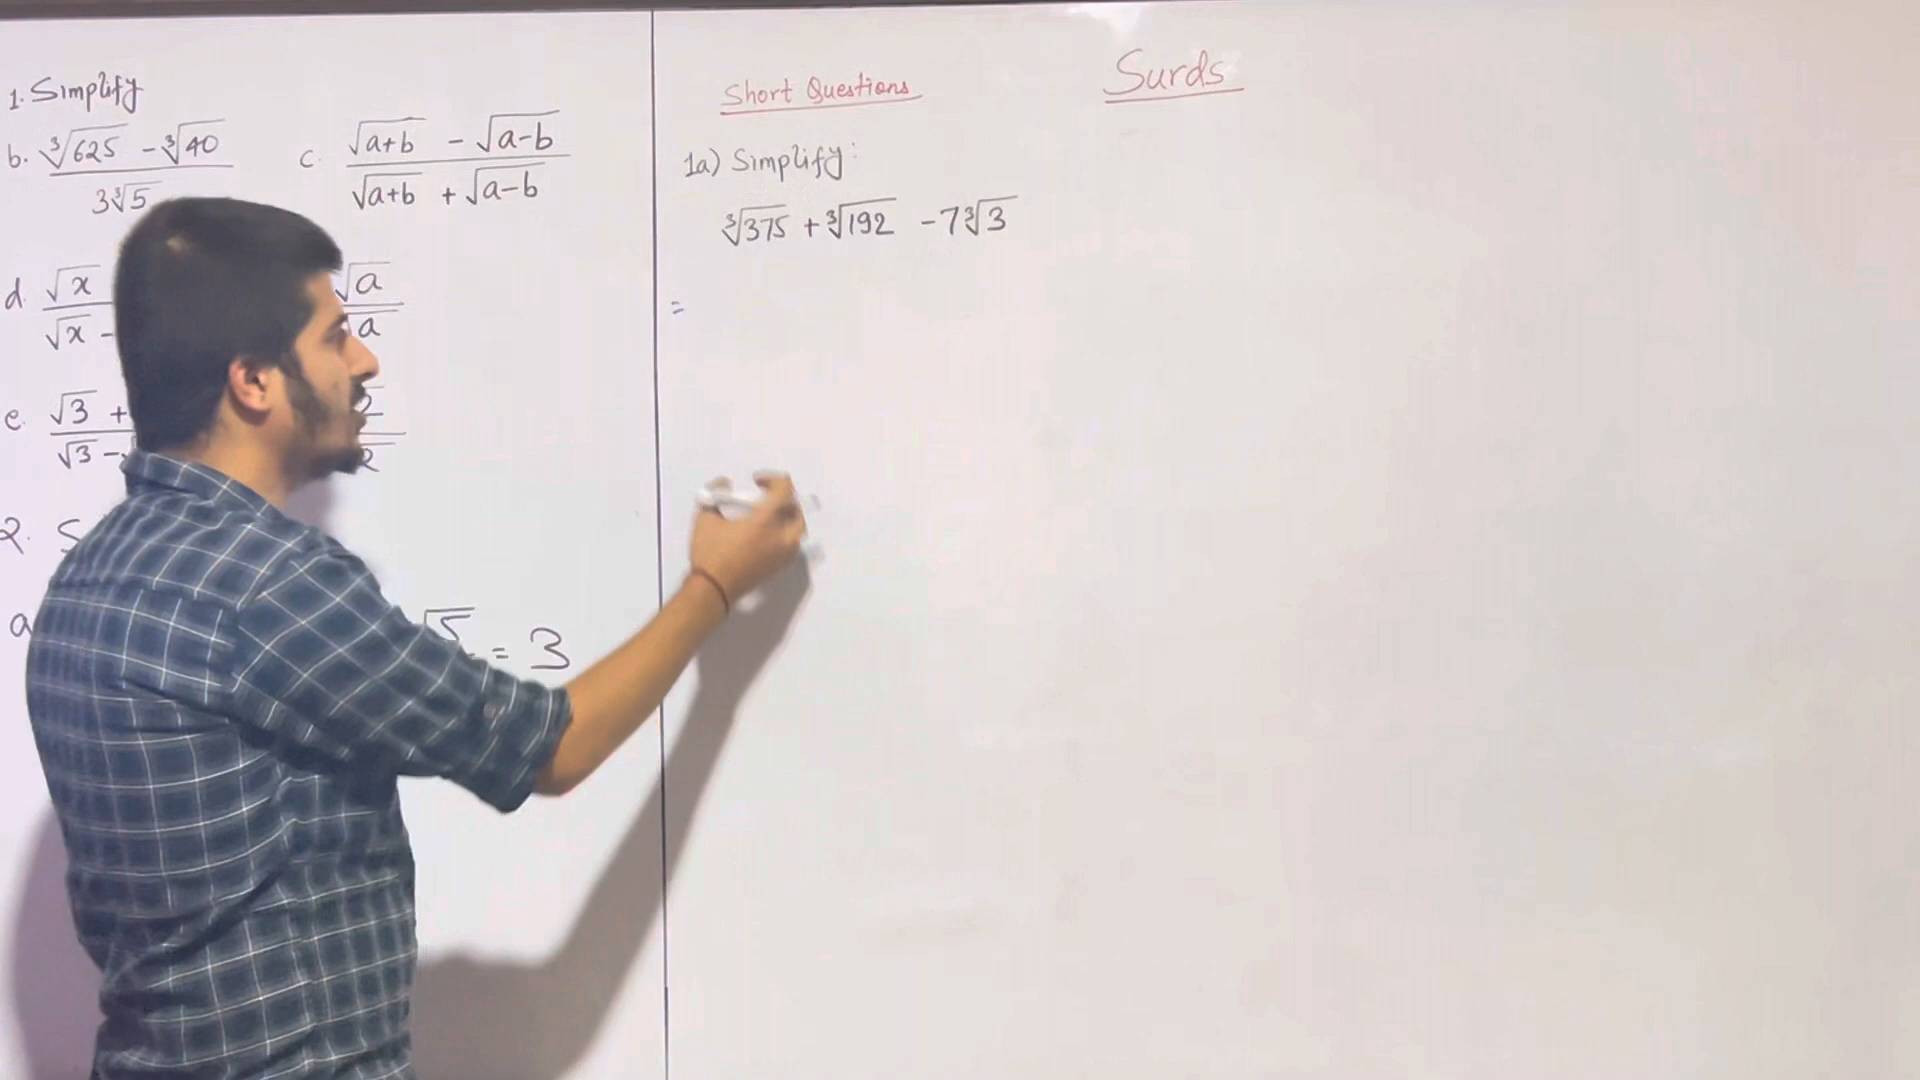 1. Simplify
b. ∛625 - ∛40 / 3∛5
c. √a+b - √a-b / √a+b + √a-b
d. √x / √x -
√a / √a
e. √3 + / √3 -
2 / 2
2. S
a
√5 = 3
Short Questions
Surds
1a) Simplify:
∛375 + ∛192 - 7∛3
=